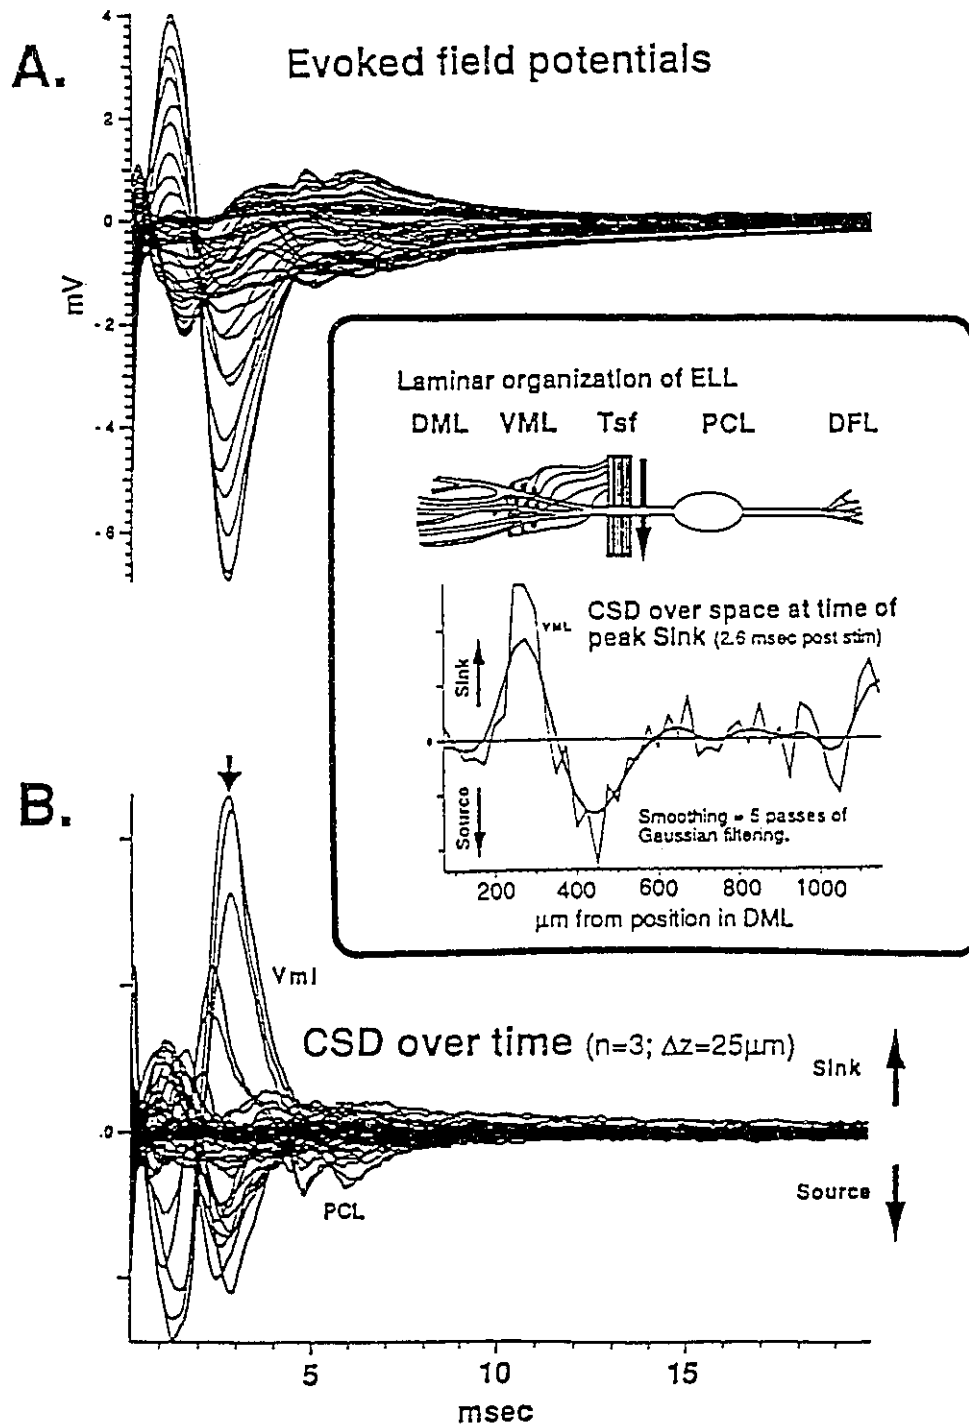 A.
Evoked field potentials
4
2
0
-2
-4
-6
mV
Laminar organization of ELL
DML VML Tsf PCL DFL
CSD over space at time of
peak Sink (2.6 msec post stim)
VML
Sink
0
Source
Smoothing = 5 passes of
Gaussian filtering.
200 400 600 800 1000
µm from position in DML
B.
Vml
CSD over time (n=3; Δz=25µm)
Sink
.0
PCL
Source
5 10 15
msec